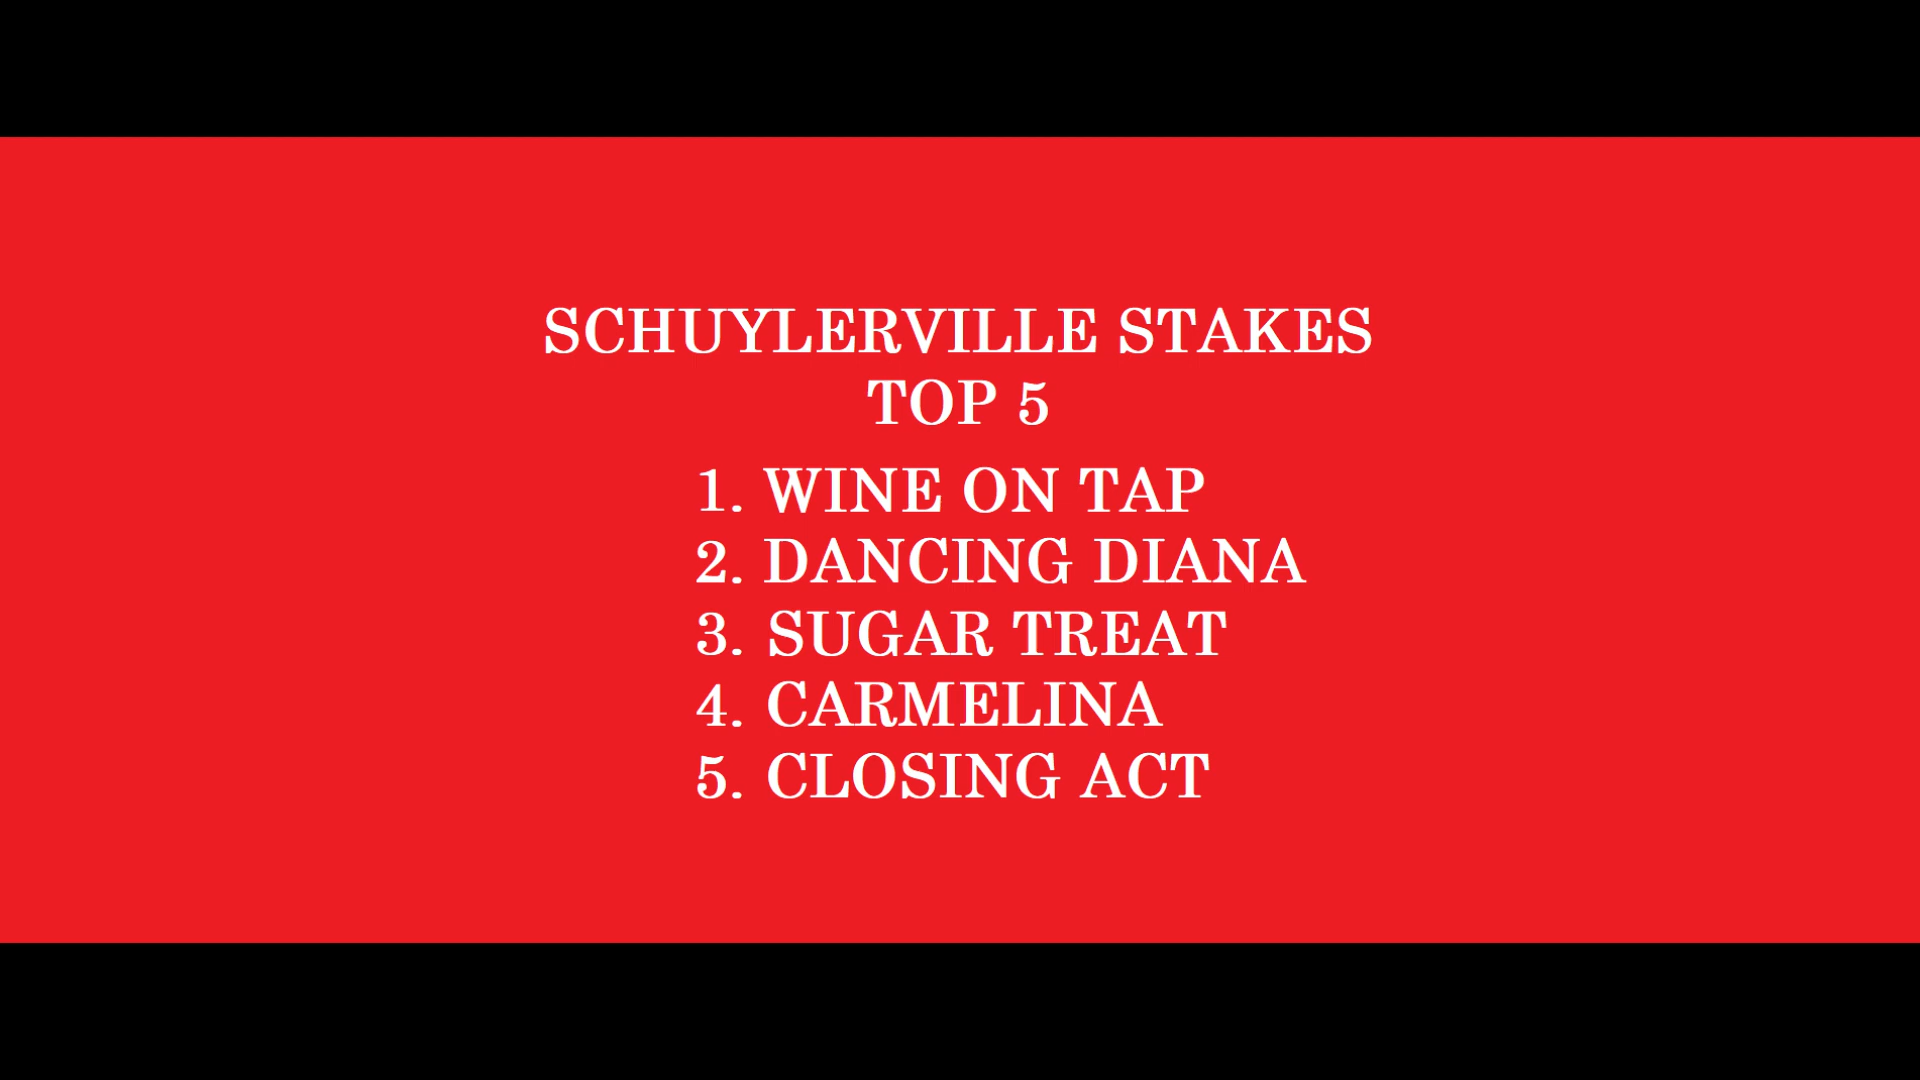 SCHUYLERVILLE STAKES
TOP 5
1. WINE ON TAP
2. DANCING DIANA
3. SUGAR TREAT
4. CARMELINA
5. CLOSING ACT